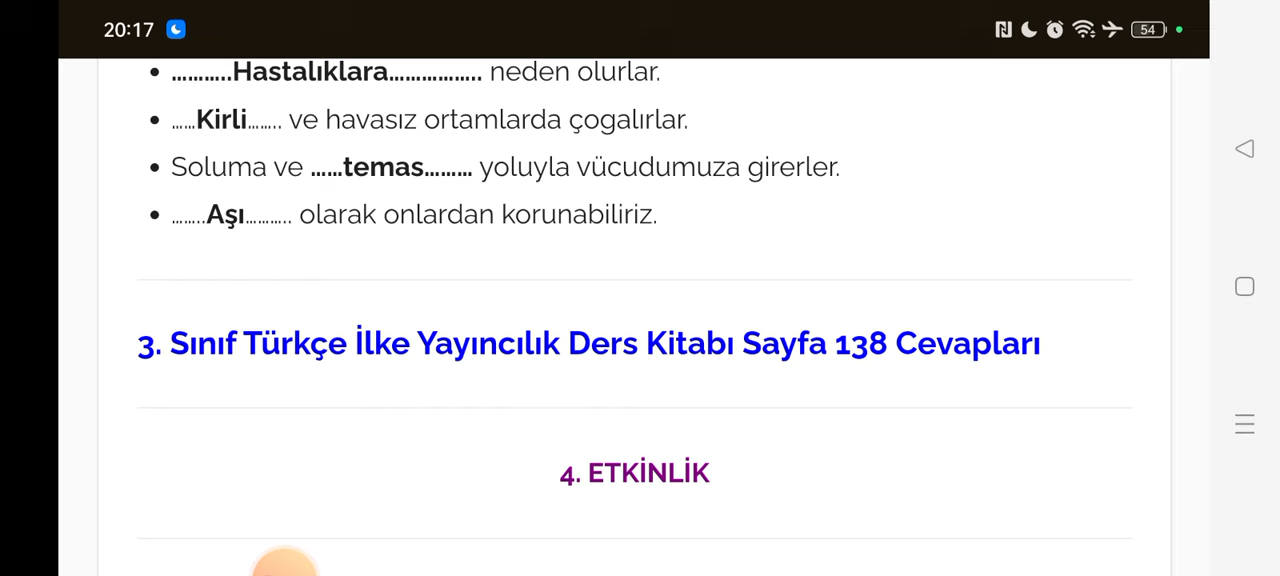 20:17
54
• ...........Hastalıklara................. neden olurlar.
• ......Kirli........ ve havasız ortamlarda çogalırlar.
• Soluma ve ......temas......... yoluyla vücudumuza girerler.
• ........Aşı........... olarak onlardan korunabiliriz.
3. Sınıf Türkçe İlke Yayıncılık Ders Kitabı Sayfa 138 Cevapları
4. ETKİNLİK